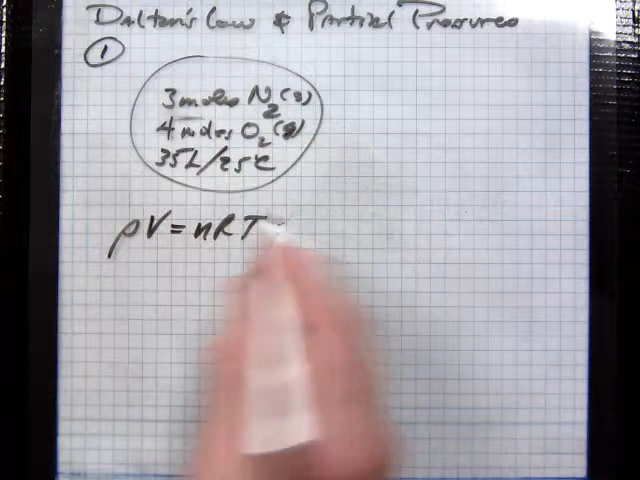 Dalton's Law & Partial Pressures
①
3 moles N₂(g)
4 moles O₂(g)
35L/25°C
PV = nRT